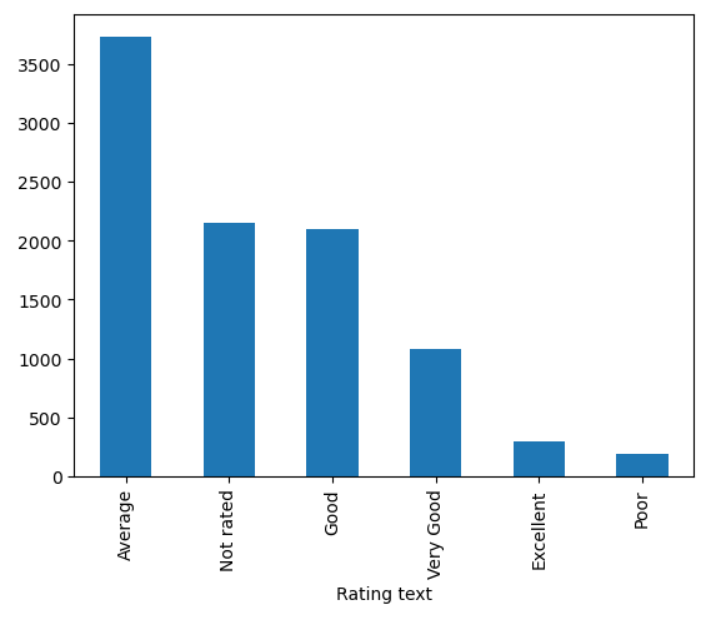 3500
3000
2500
2000
1500
1000
500
0
Average
Not rated
Good
Very Good
Excellent
Poor
Rating text